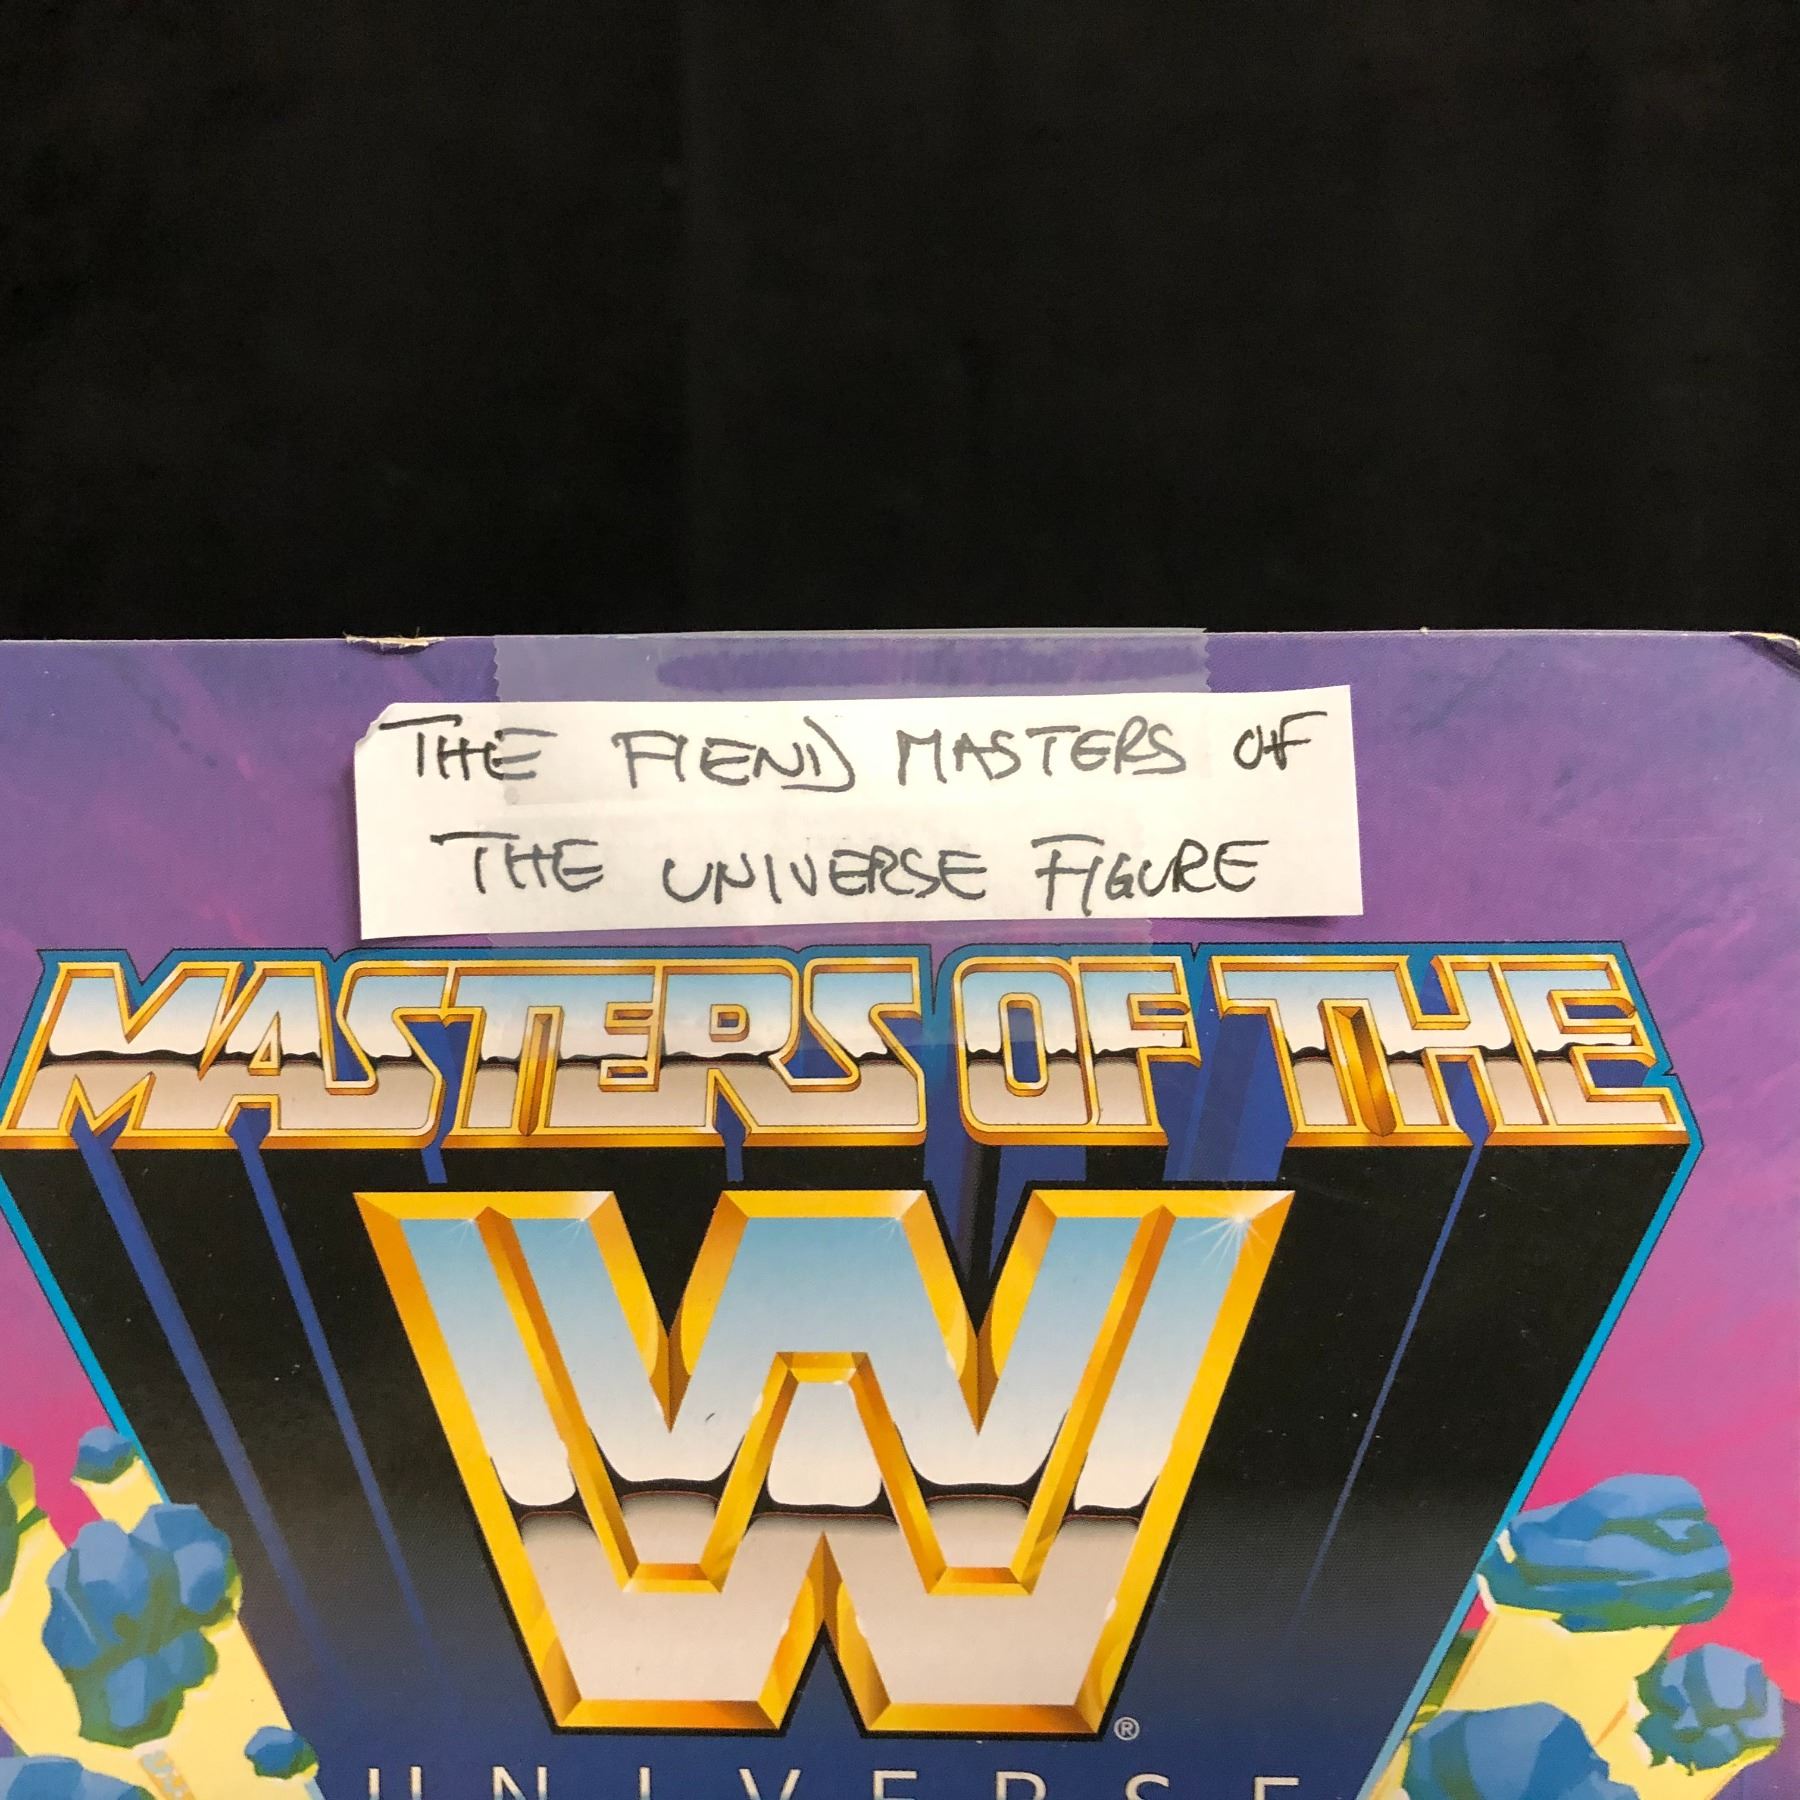 THE FIEND MASTERS OF
THE UNIVERSE FIGURE
MASTERS OF THE
W
®
UNIVERSE